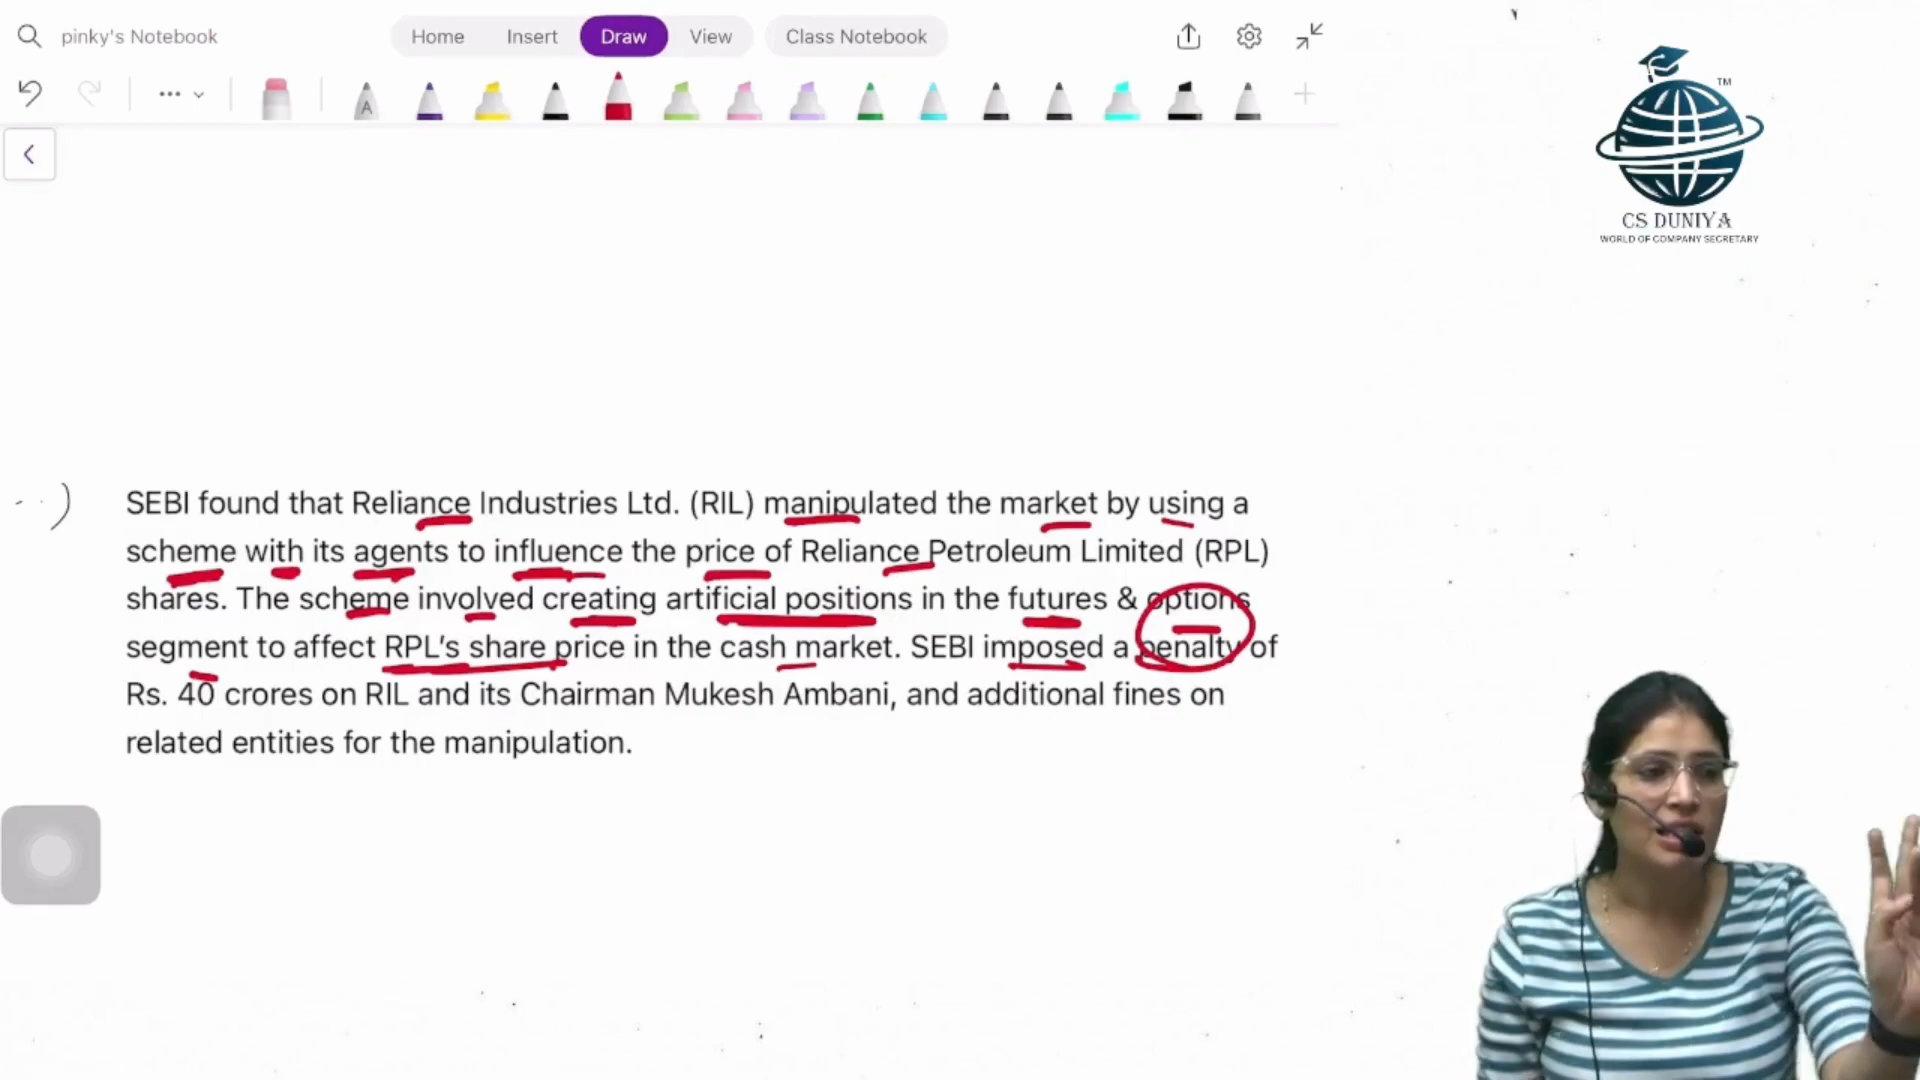 pinky's Notebook
Home Insert Draw View Class Notebook
A
TM
CS DUNIYA
WORLD OF COMPANY SECRETARY
SEBI found that Reliance Industries Ltd. (RIL) manipulated the market by using a
scheme with its agents to influence the price of Reliance Petroleum Limited (RPL)
shares. The scheme involved creating artificial positions in the futures & options
segment to affect RPL's share price in the cash market. SEBI imposed a penalty of
Rs. 40 crores on RIL and its Chairman Mukesh Ambani, and additional fines on
related entities for the manipulation.